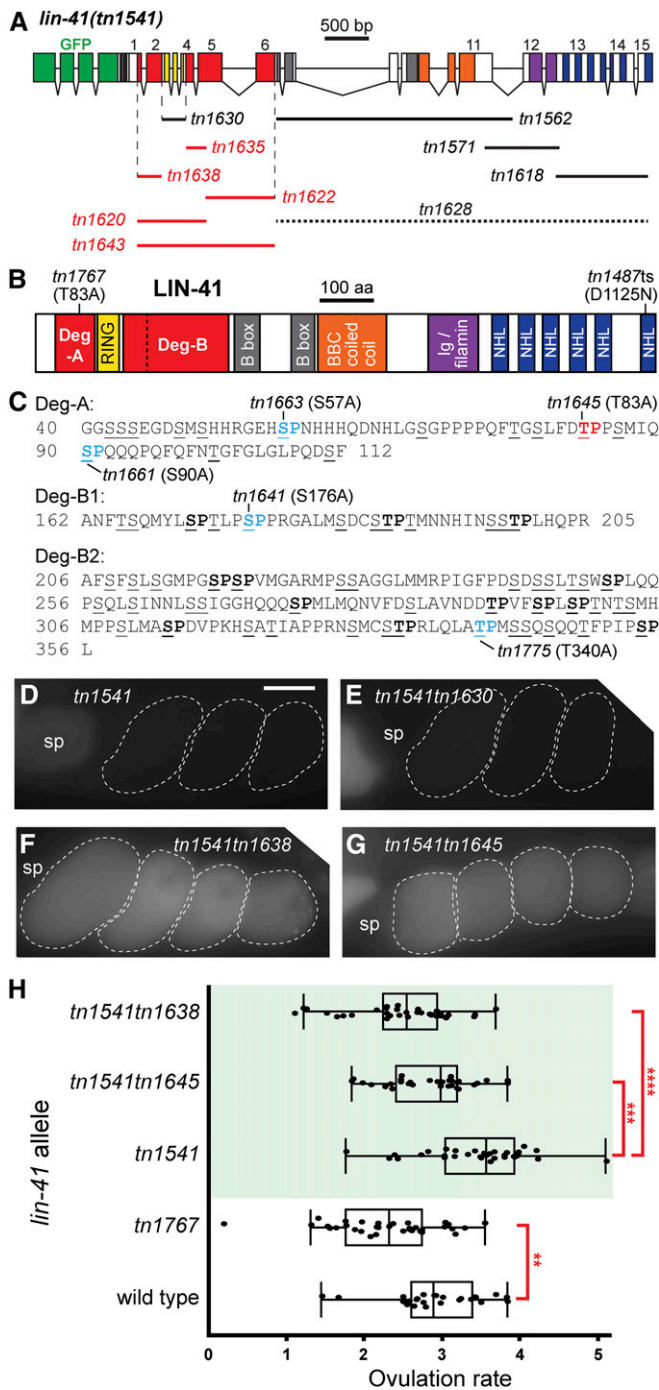 A lin-41(tn1541)
500 bp
GFP
1 2 4 5 6 11 12 13 14 15
tn1630 tn1562
tn1635 tn1571
tn1638 tn1618
tn1622
tn1620 tn1628
tn1643
B
tn1767 (T83A)
LIN-41
100 aa
tn1487ts (D1125N)
Deg-A
RING
Deg-B
B box
B box
BBC coiled coil
Ig / filamin
NHL NHL NHL NHL NHL NHL
C
Deg-A:
tn1663 (S57A) tn1645 (T83A)
40 GGSSSEGDSMSHHRGEHSPNHHHQDNHLGSGPPPPQFTGSLFDTPPSMIQ
90 SPQQQPQFQFNTGFGLGLPQDSF 112
tn1661 (S90A)
Deg-B1:
tn1641 (S176A)
162 ANFTSQMYLSPTLPSPPRGALMSDCSTPTMNNHINSSTPLHQPR 205
Deg-B2:
206 AFSFSLSGMPGSPSPVMGARMPSSAGGLMMRPIGFPDSDSSLTSWSPLQQ
256 PSQLSINNLSSIGGHQQQSPMLMQNVFDSLAVNDDTPVFSPLSPTNTSMH
306 MPPSLMASPDVPKHSATIAPPRNSMCSTPRLQLATPMSSQSQQTFPIPSP
356 L
tn1775 (T340A)
D tn1541
sp
E tn1541tn1630
sp
F tn1541tn1638
sp
G tn1541tn1645
sp
H
lin-41 allele
tn1541tn1638
tn1541tn1645
tn1541
tn1767
wild type
****
***
**
0 1 2 3 4 5
Ovulation rate